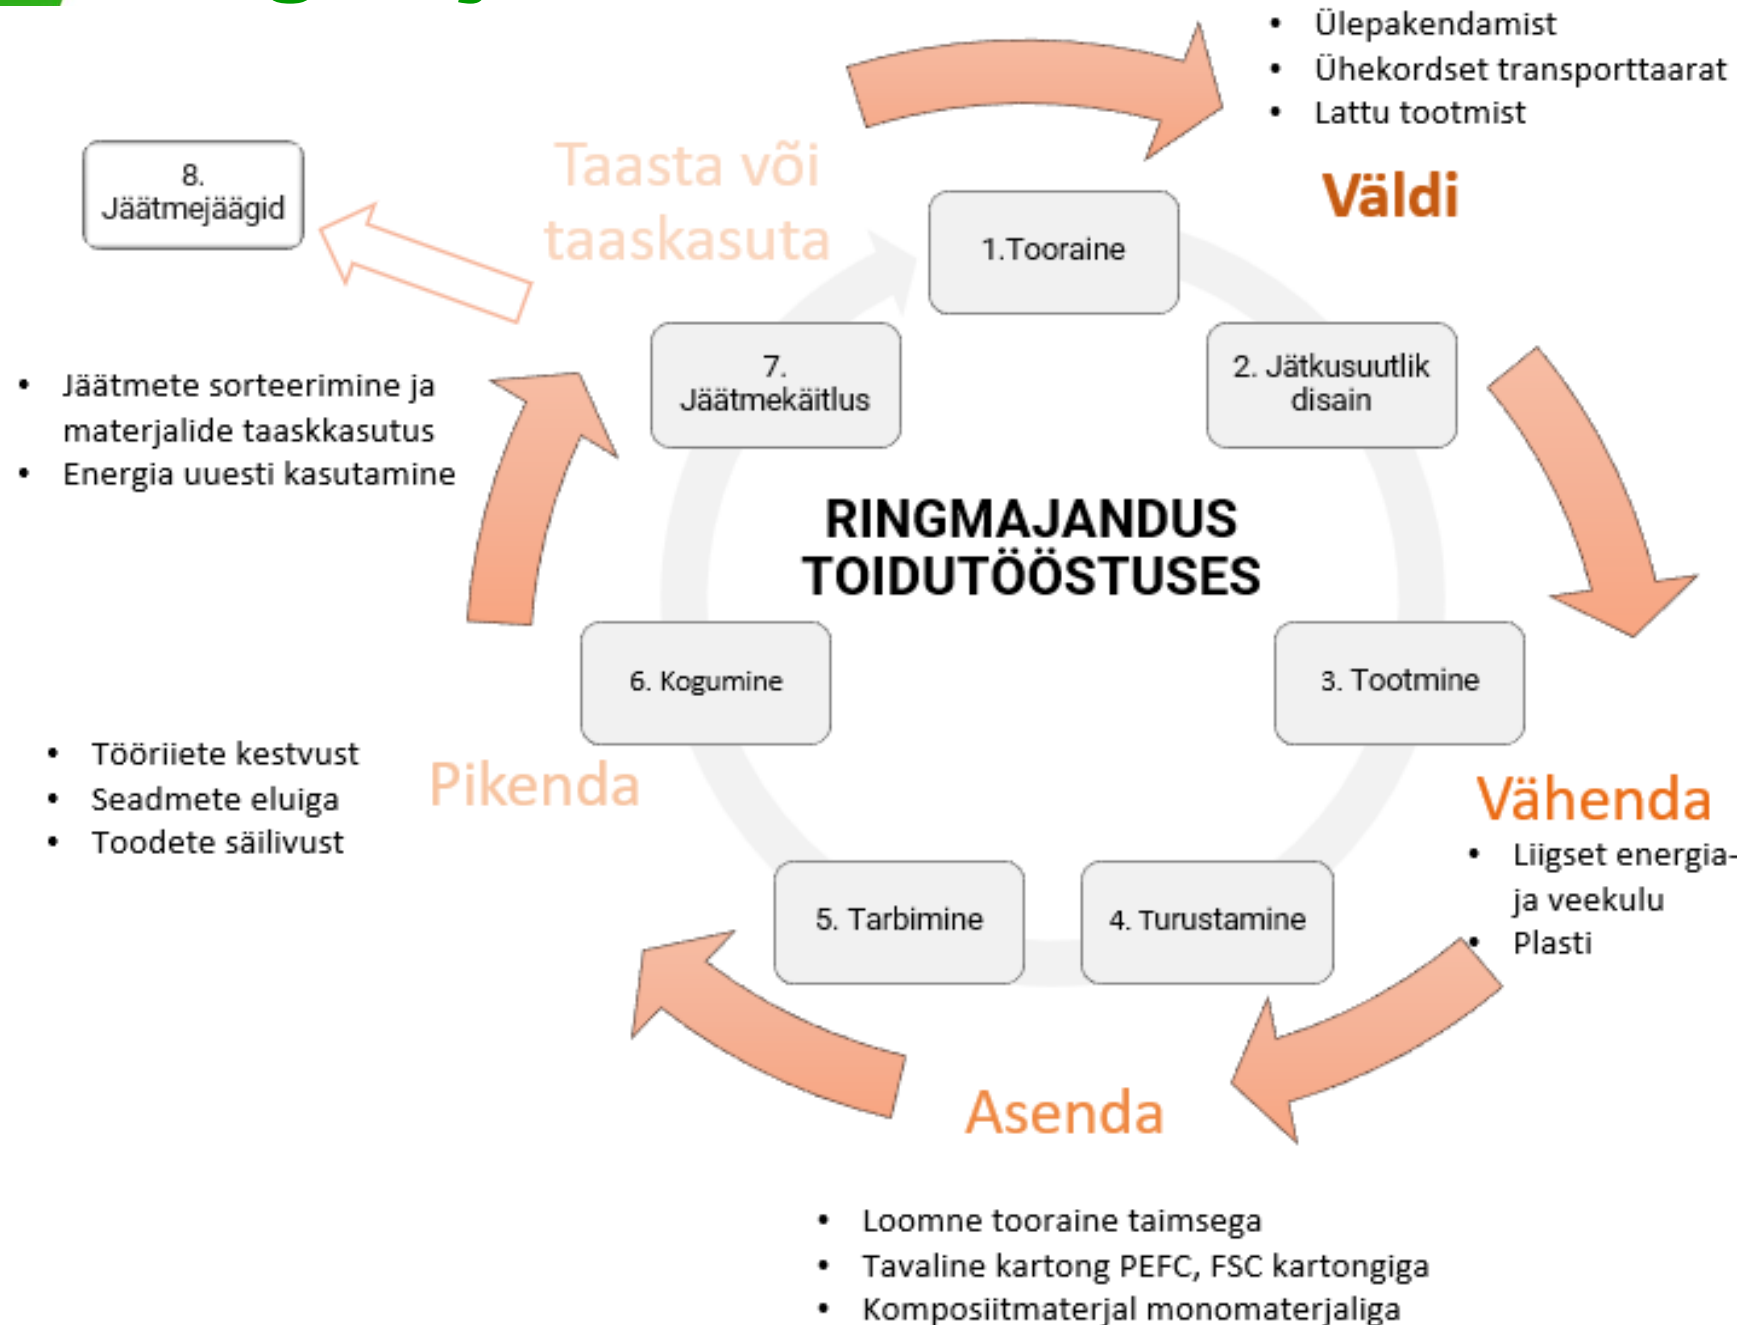 • Ülepakendamist
• Ühekordset transporttaarat
• Lattu tootmist
Väldi
Taasta või
taaskasuta
8.
Jäätmejäägid
1.Tooraine
2. Jätkusuutlik
disain
7.
Jäätmekäitlus
• Jäätmete sorteerimine ja
materjalide taaskkasutus
• Energia uuesti kasutamine
RINGMAJANDUS
TOIDUTÖÖSTUSES
6. Kogumine
3. Tootmine
• Tööriiete kestvust
• Seadmete eluiga
• Toodete säilivust
Pikenda
Vähenda
• Liigset energia-
ja veekulu
• Plasti
5. Tarbimine
4. Turustamine
Asenda
• Loomne tooraine taimsega
• Tavaline kartong PEFC, FSC kartongiga
• Komposiitmaterjal monomaterjaliga